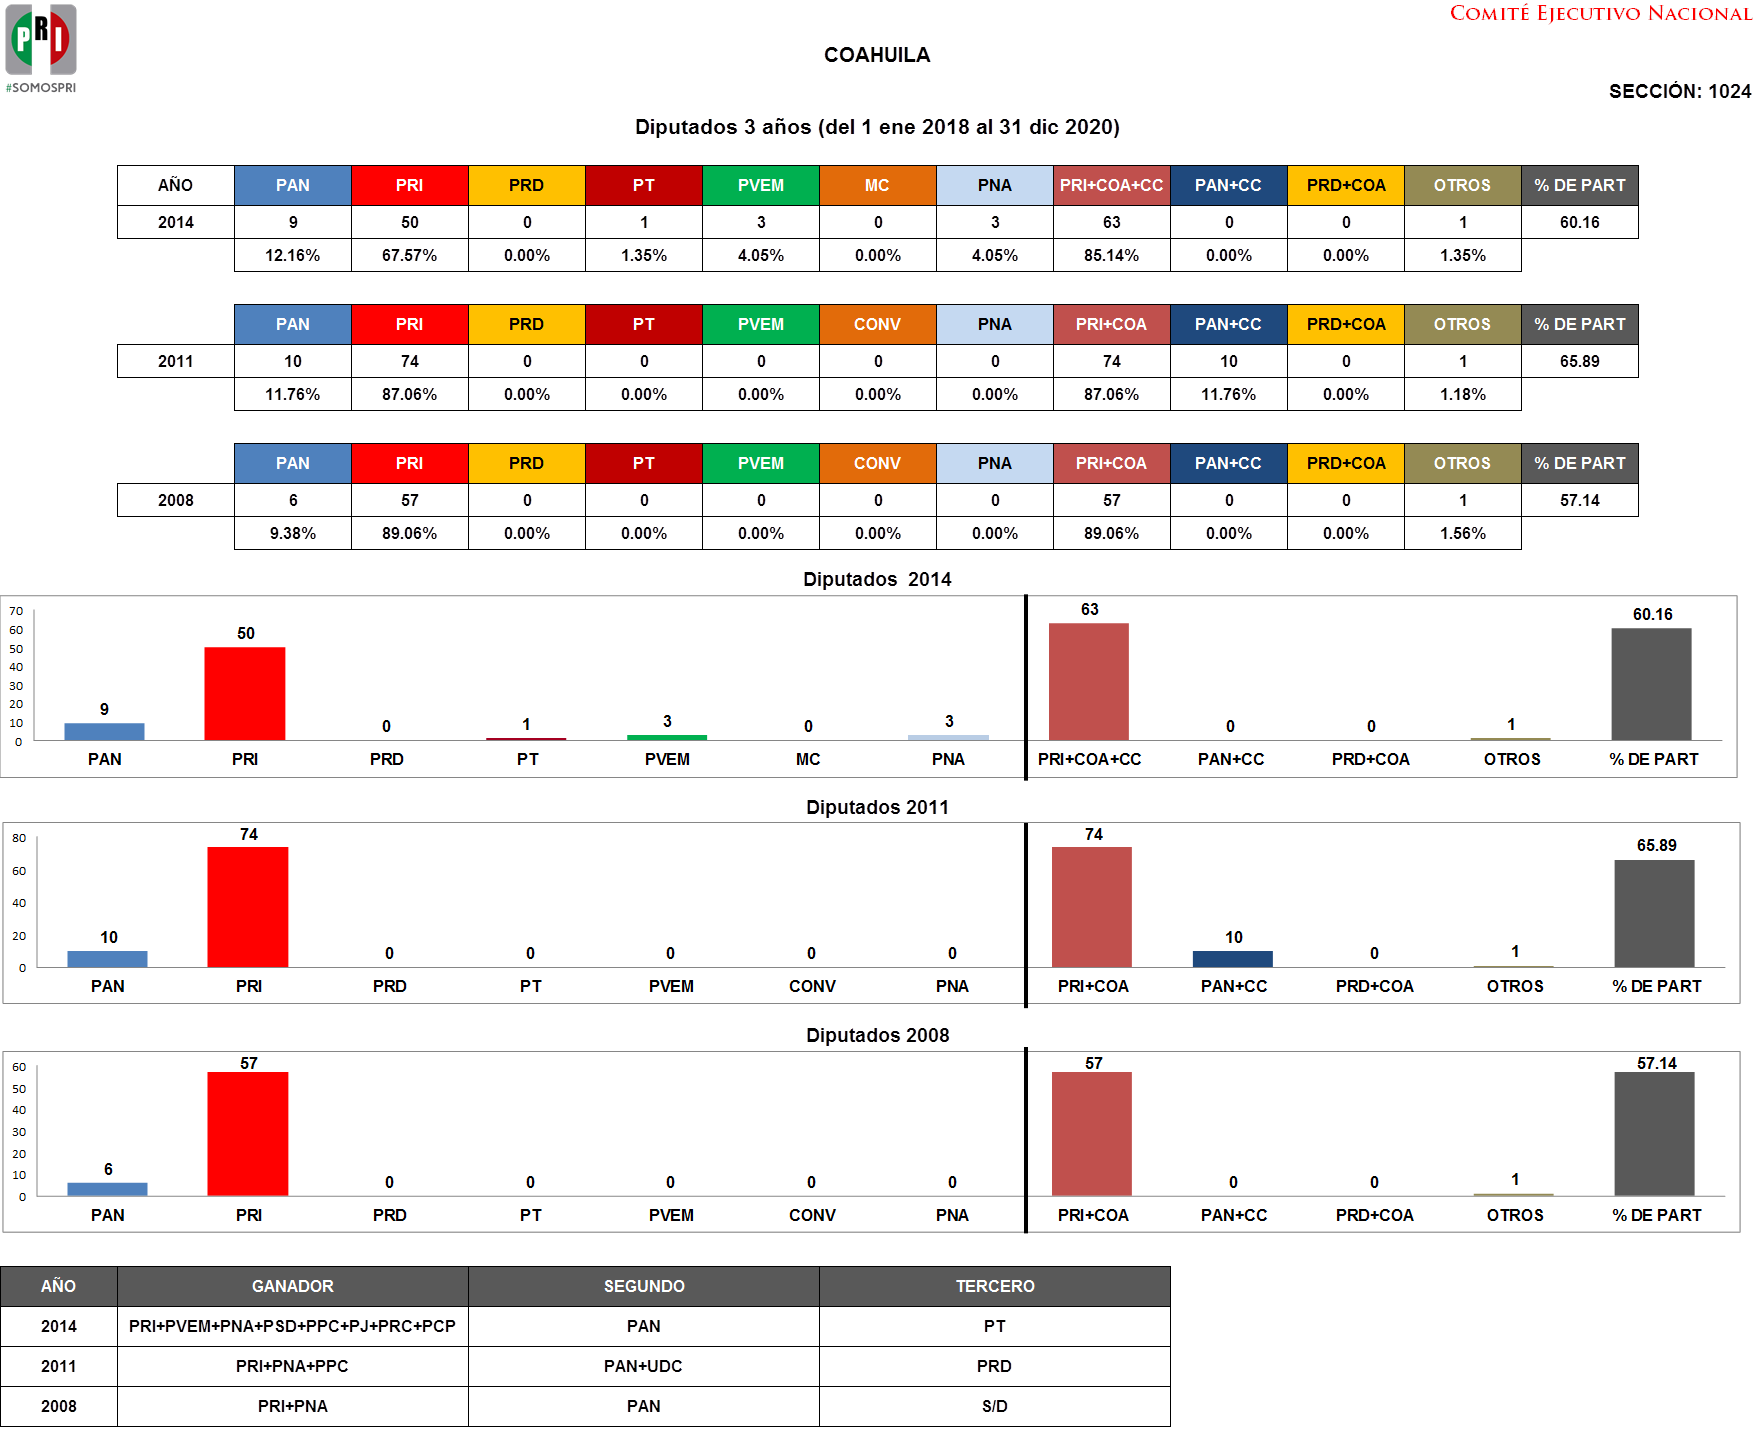 PRI
#SOMOSPRI
COMITÉ EJECUTIVO NACIONAL
COAHUILA
SECCIÓN: 1024
Diputados 3 años (del 1 ene 2018 al 31 dic 2020)
AÑO PAN PRI PRD PT PVEM MC PNA PRI+COA+CC PAN+CC PRD+COA OTROS % DE PART
2014 9 50 0 1 3 0 3 63 0 0 1 60.16
12.16% 67.57% 0.00% 1.35% 4.05% 0.00% 4.05% 85.14% 0.00% 0.00% 1.35%
PAN PRI PRD PT PVEM CONV PNA PRI+COA PAN+CC PRD+COA OTROS % DE PART
2011 10 74 0 0 0 0 0 74 10 0 1 65.89
11.76% 87.06% 0.00% 0.00% 0.00% 0.00% 0.00% 87.06% 11.76% 0.00% 1.18%
PAN PRI PRD PT PVEM CONV PNA PRI+COA PAN+CC PRD+COA OTROS % DE PART
2008 6 57 0 0 0 0 0 57 0 0 1 57.14
9.38% 89.06% 0.00% 0.00% 0.00% 0.00% 0.00% 89.06% 0.00% 0.00% 1.56%
Diputados 2014
70
60
50
40
30
20
10
0
9 50 0 1 3 0 3 63 0 0 1 60.16
PAN PRI PRD PT PVEM MC PNA PRI+COA+CC PAN+CC PRD+COA OTROS % DE PART
Diputados 2011
80
60
40
20
0
10 74 0 0 0 0 0 74 10 0 1 65.89
PAN PRI PRD PT PVEM CONV PNA PRI+COA PAN+CC PRD+COA OTROS % DE PART
Diputados 2008
60
50
40
30
20
10
0
6 57 0 0 0 0 0 57 0 0 1 57.14
PAN PRI PRD PT PVEM CONV PNA PRI+COA PAN+CC PRD+COA OTROS % DE PART
AÑO GANADOR SEGUNDO TERCERO
2014 PRI+PVEM+PNA+PSD+PPC+PJ+PRC+PCP PAN PT
2011 PRI+PNA+PPC PAN+UDC PRD
2008 PRI+PNA PAN S/D